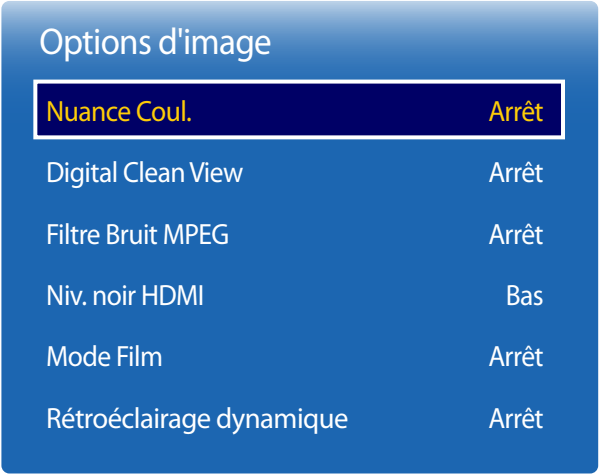 Options d'image
Nuance Coul. Arrêt
Digital Clean View Arrêt
Filtre Bruit MPEG Arrêt
Niv. noir HDMI Bas
Mode Film Arrêt
Rétroéclairage dynamique Arrêt